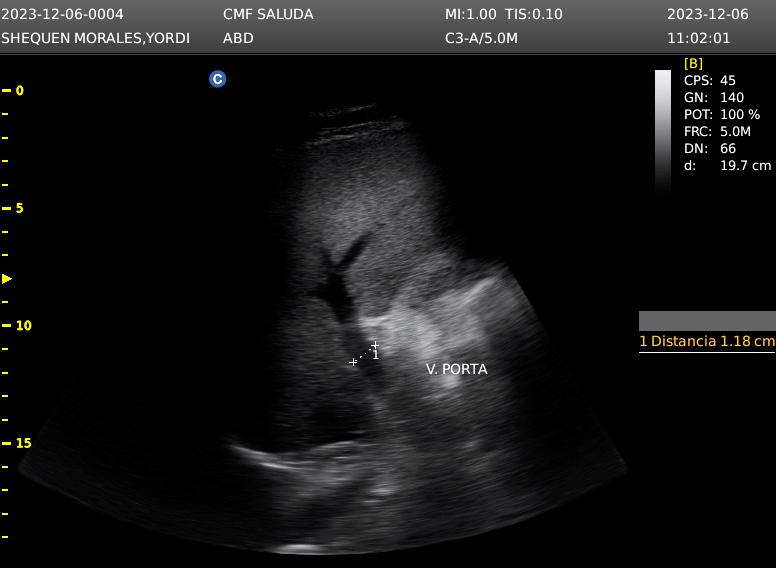 2023-12-06-0004 CMF SALUDA MI:1.00 TIS:0.10 2023-12-06
SHEQUEN MORALES,YORDI ABD C3-A/5.0M 11:02:01
[B]
C
CPS: 45
0
GN: 140
POT: 100 %
FRC: 5.0M
DN: 66
d: 19.7 cm
5
10
1 Distancia 1.18 cm
1
V. PORTA
15